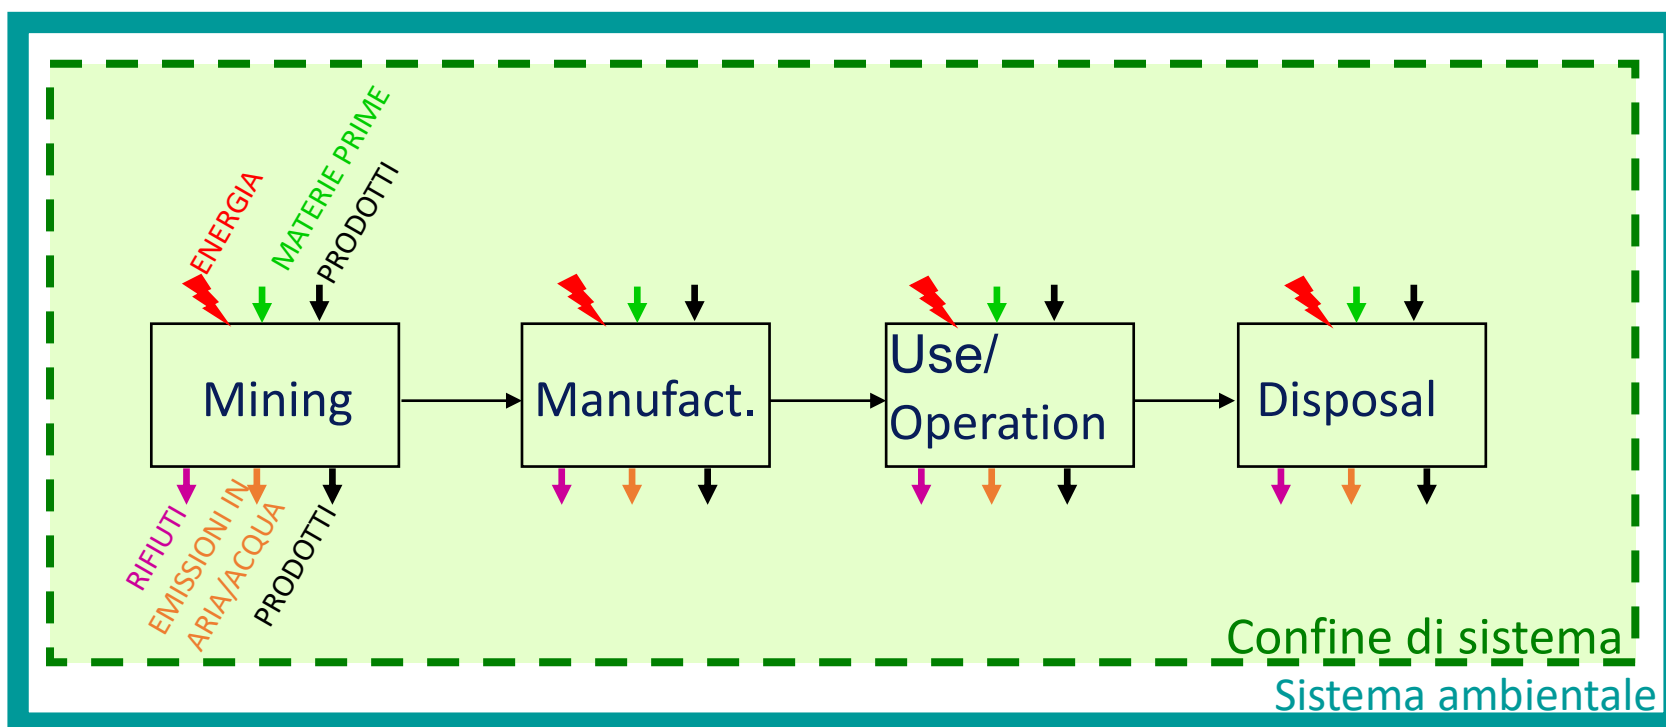 ENERGIA
MATERIE PRIME
PRODOTTI
Mining
Manufact.
Use/
Operation
Disposal
RIFIUTI
EMISSIONI IN
ARIA/ACQUA
PRODOTTI
Confine di sistema
Sistema ambientale